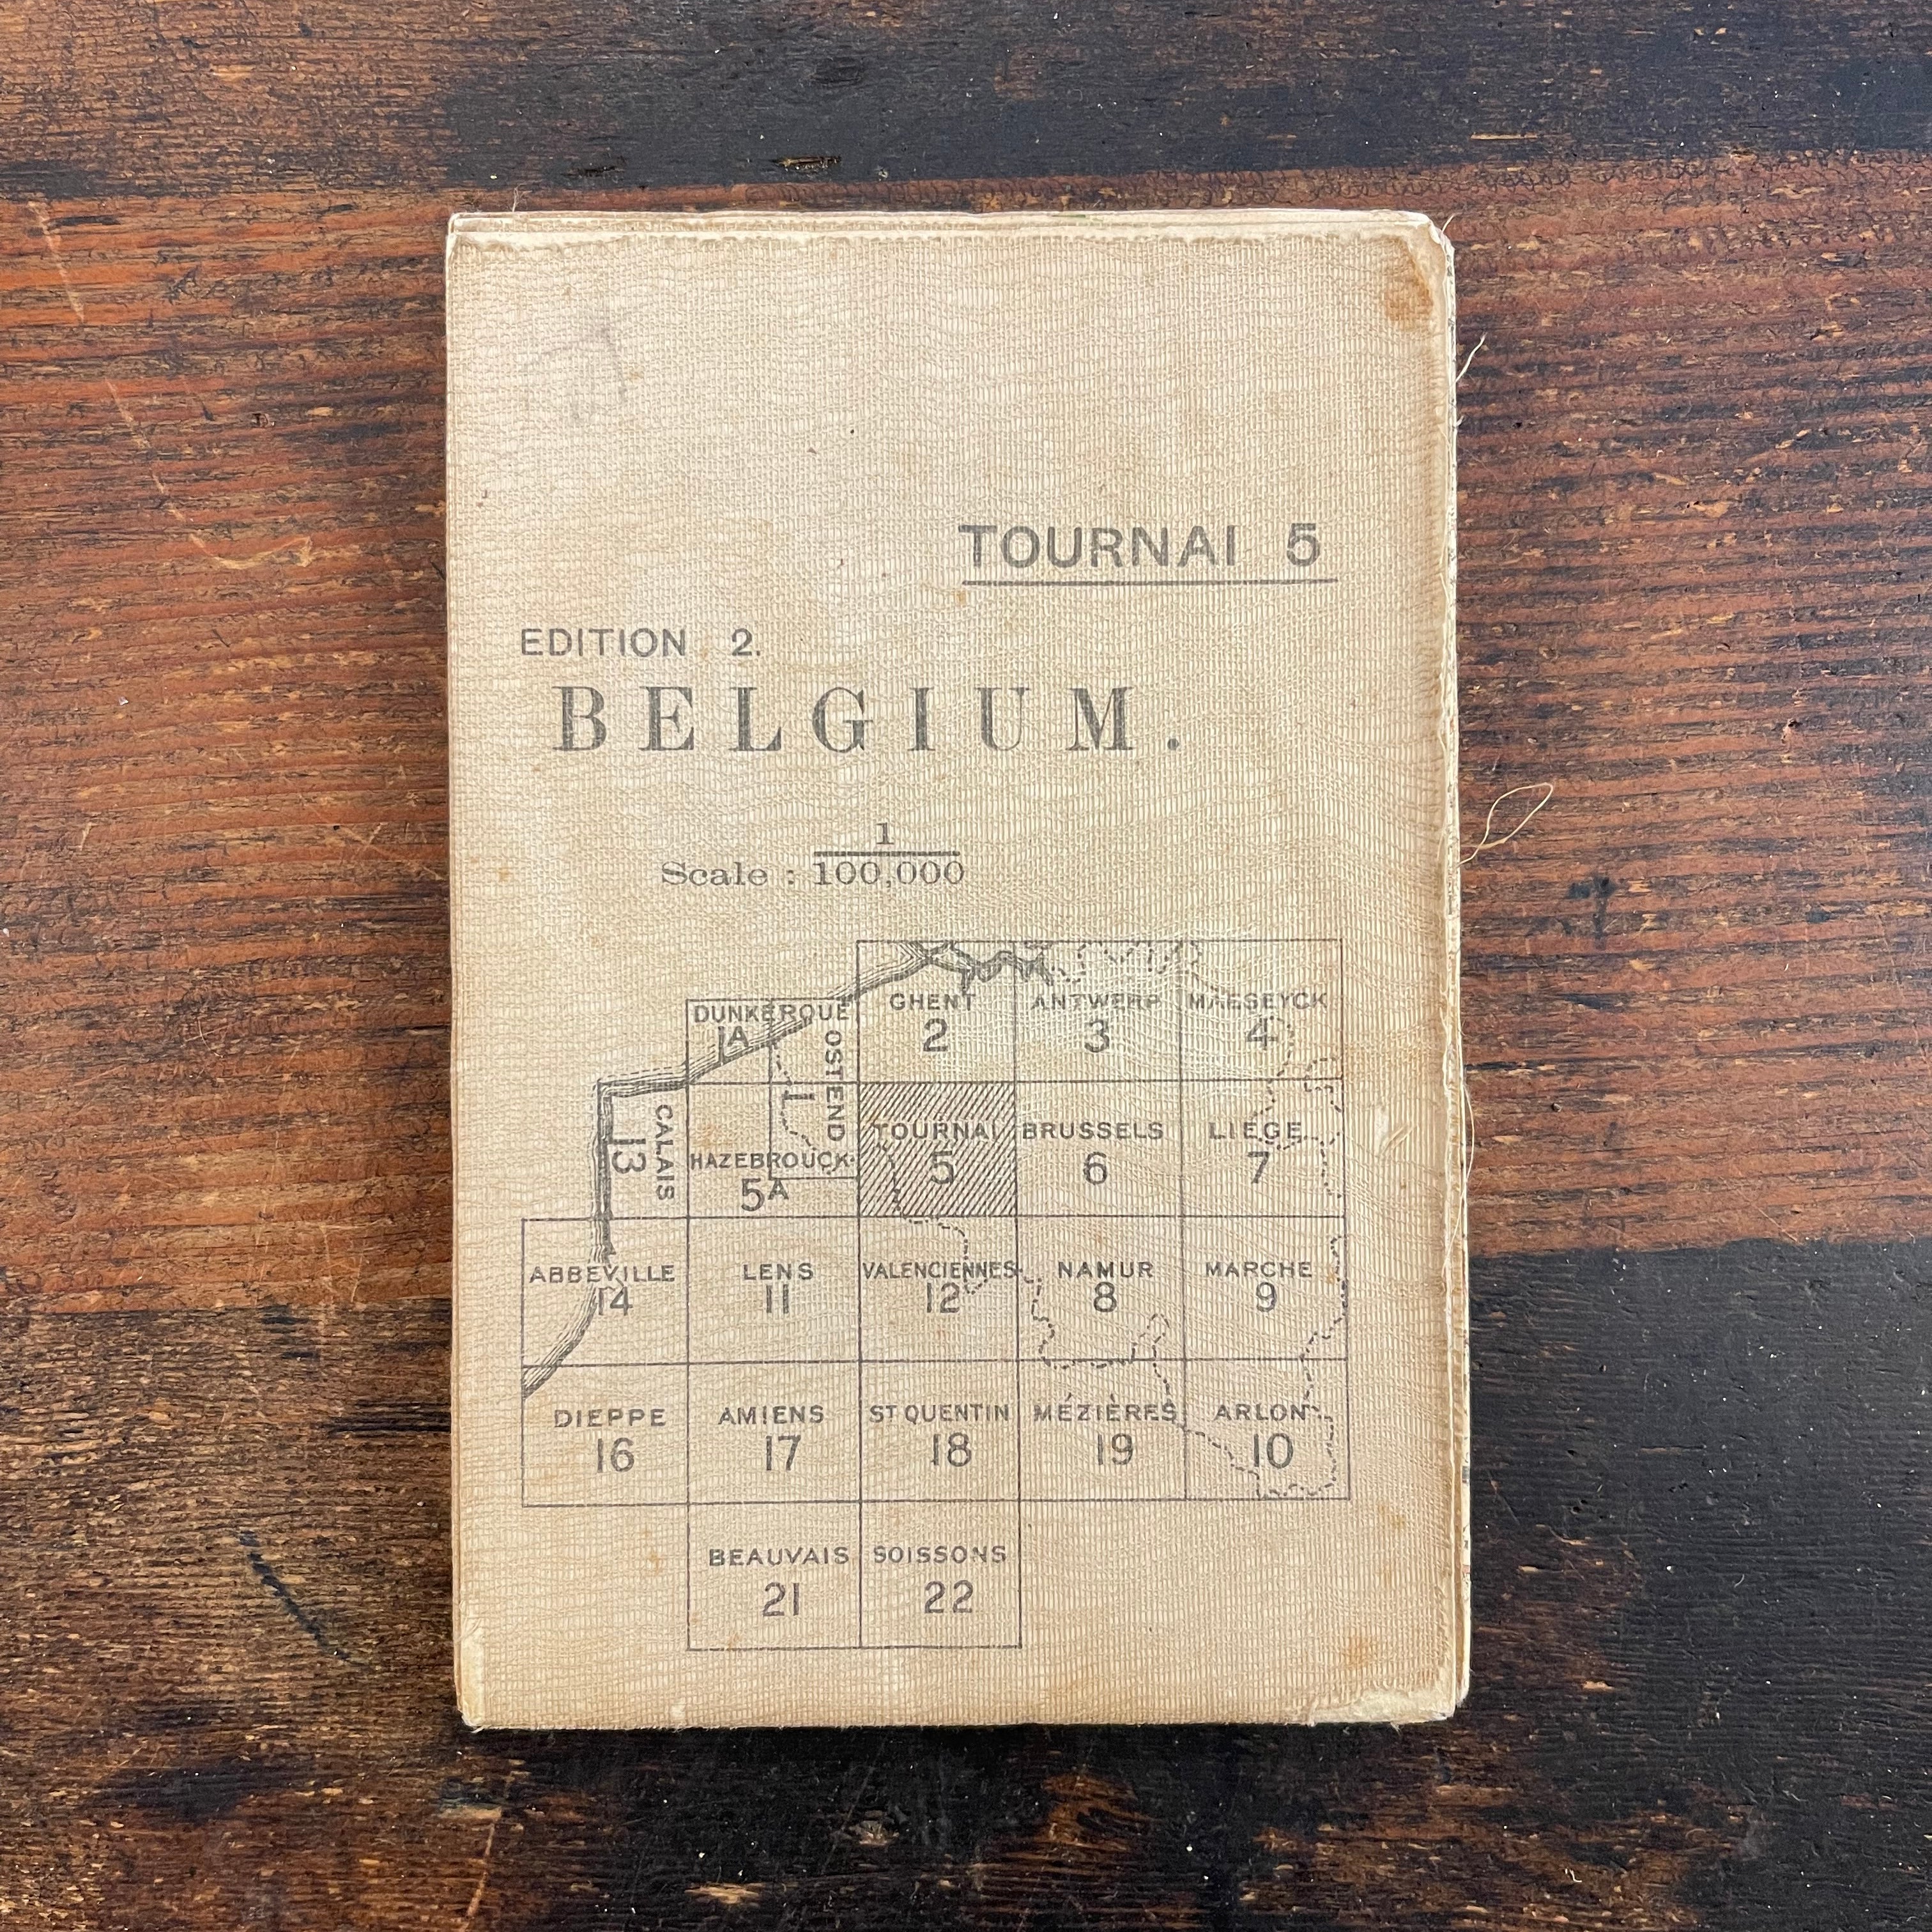 TOURNAI 5
EDITION 2.
BELGIUM.
Scale : 1
100,000
DUNKERQUE
1A
GHENT
2
ANTWERP
3
MAESEYCK
4
OSTEND
1
CALAIS
13
HAZEBROUCK
5A
TOURNAI
5
BRUSSELS
6
LIEGE
7
ABBEVILLE
14
LENS
11
VALENCIENNES
12
NAMUR
8
MARCHE
9
DIEPPE
16
AMIENS
17
ST QUENTIN
18
MÉZIÈRES
19
ARLON
10
BEAUVAIS
21
SOISSONS
22